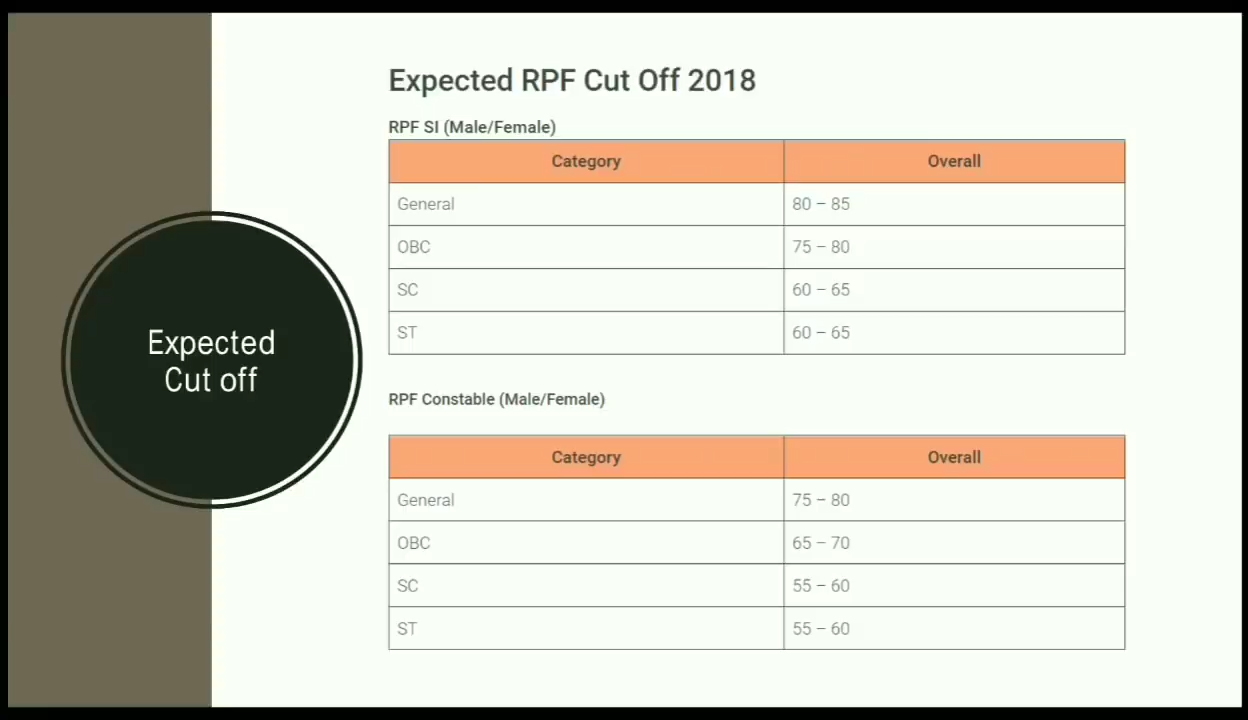 Expected
Cut off
Expected RPF Cut Off 2018
RPF SI (Male/Female)
Category Overall
General 80 – 85
OBC 75 – 80
SC 60 – 65
ST 60 – 65
RPF Constable (Male/Female)
Category Overall
General 75 – 80
OBC 65 – 70
SC 55 – 60
ST 55 – 60